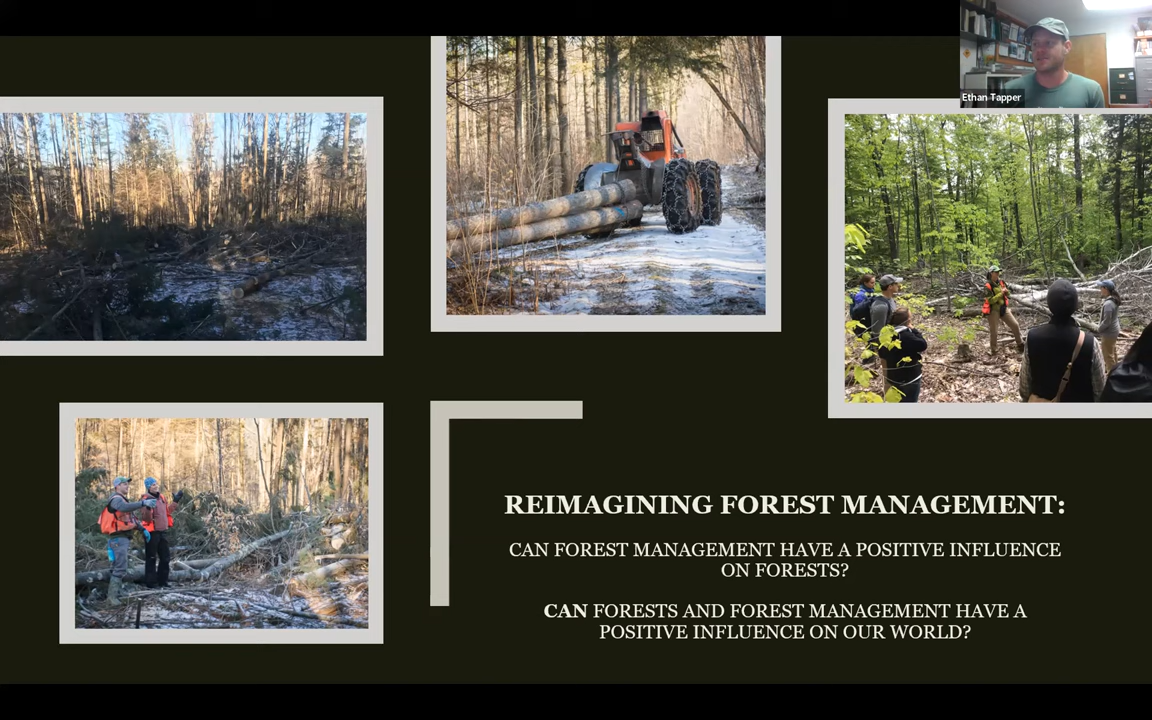 Ethan Tapper
REIMAGINING FOREST MANAGEMENT:
CAN FOREST MANAGEMENT HAVE A POSITIVE INFLUENCE
ON FORESTS?
CAN FORESTS AND FOREST MANAGEMENT HAVE A
POSITIVE INFLUENCE ON OUR WORLD?